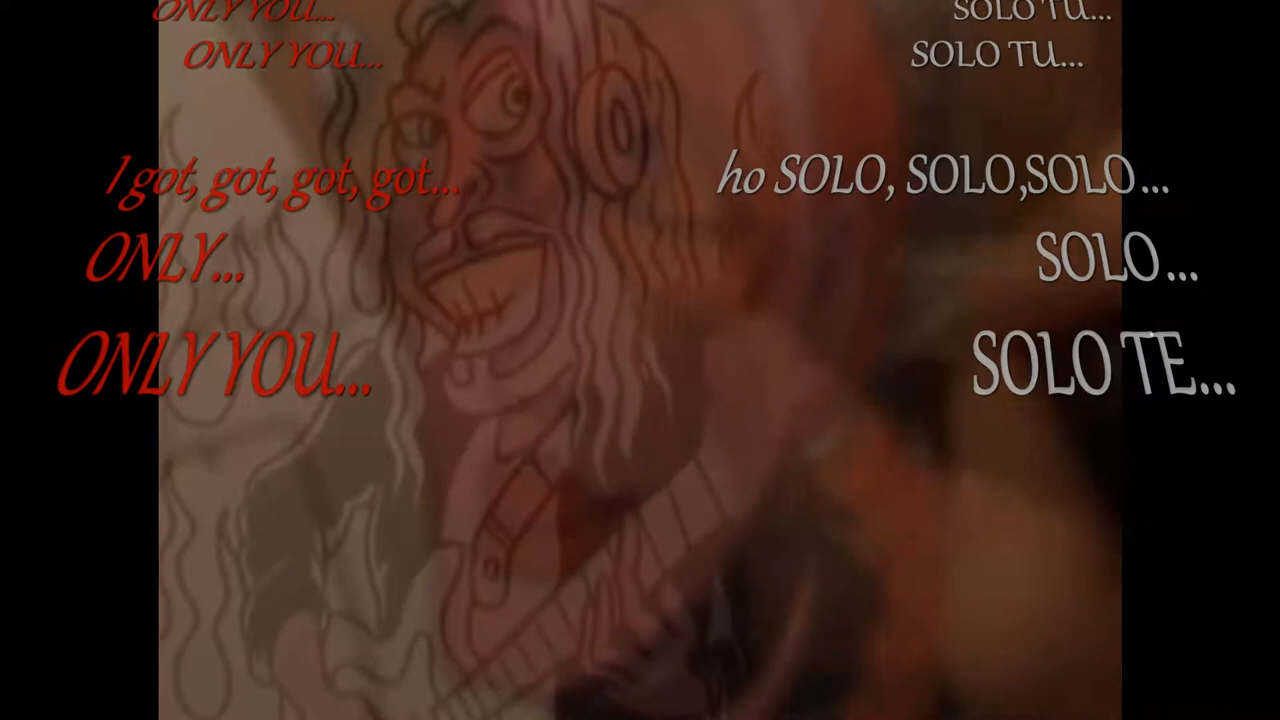 ONLY YOU...
SOLO TU...
ONLY YOU...
SOLO TU...
I got, got, got, got...
ho SOLO, SOLO,SOLO...
ONLY...
SOLO...
ONLY YOU...
SOLO TE...